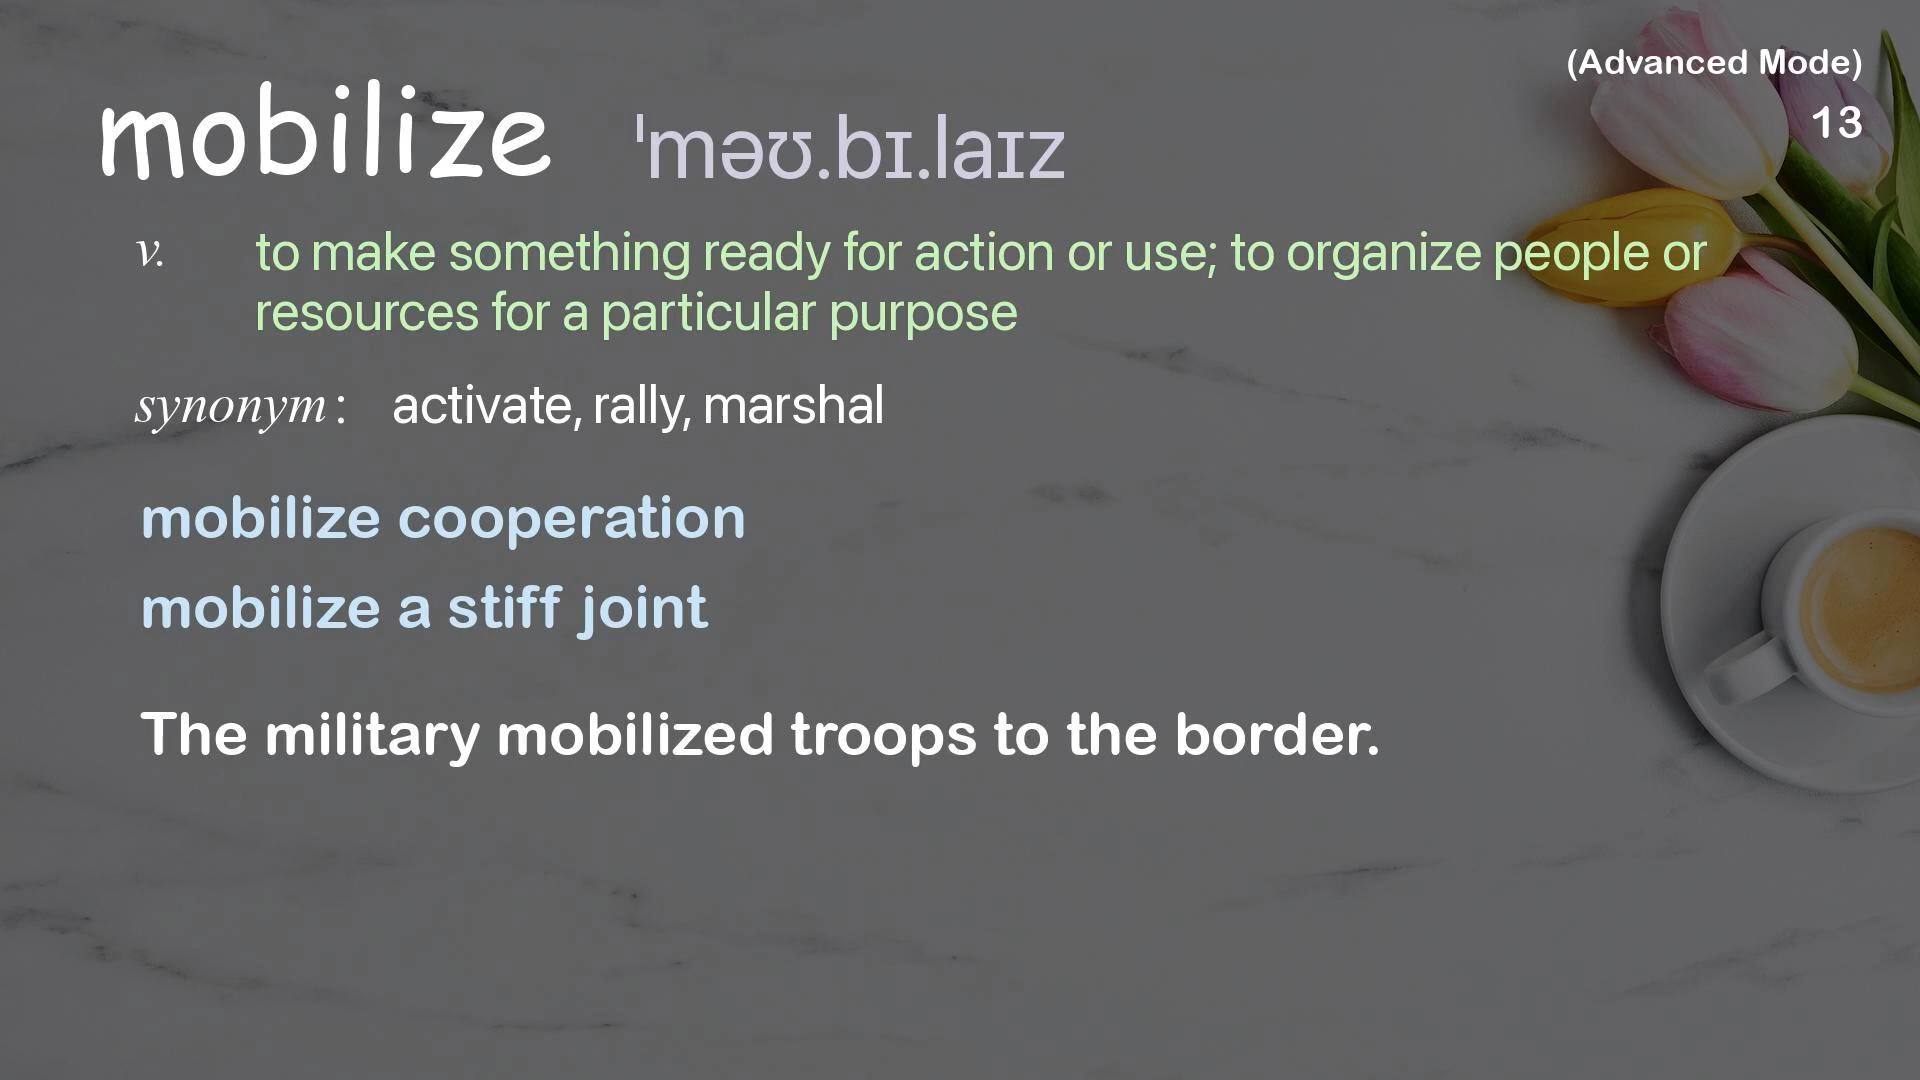 (Advanced Mode)
13
mobilize ˈməʊ.bɪ.laɪz
v. to make something ready for action or use; to organize people or
resources for a particular purpose
synonym: activate, rally, marshal
mobilize cooperation
mobilize a stiff joint
The military mobilized troops to the border.